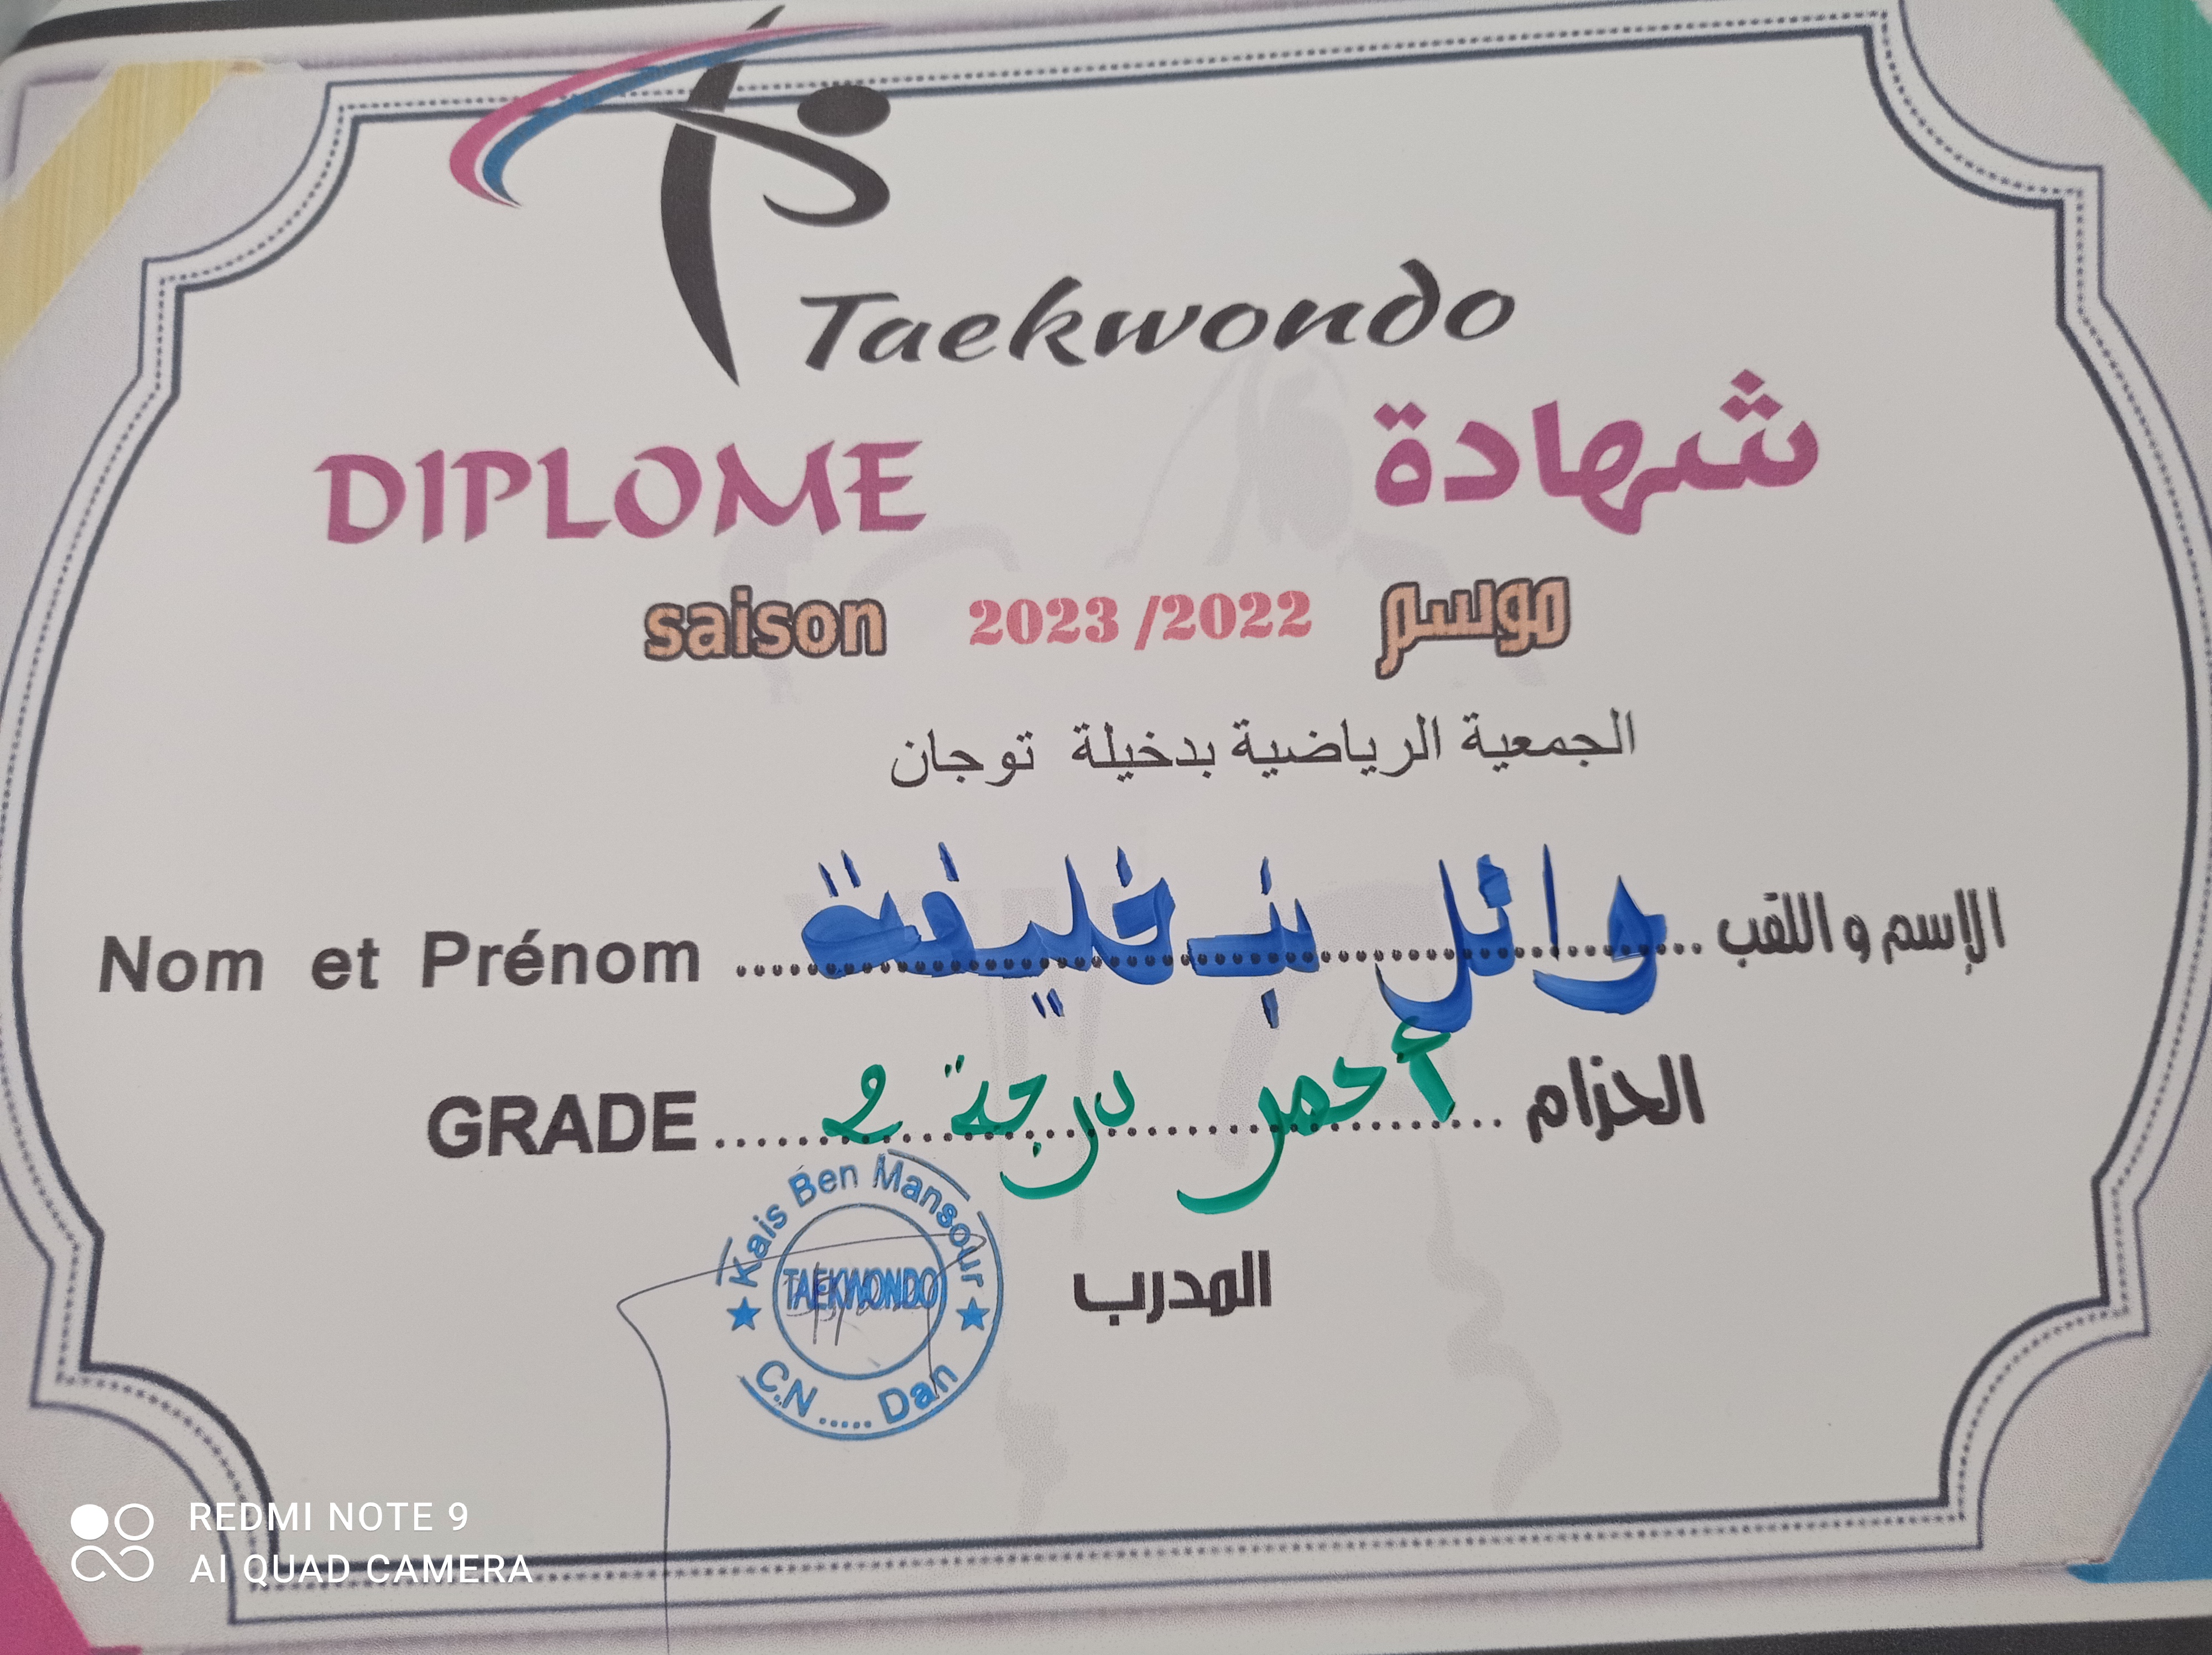 Taekwondo
DIPLOME شهادة
saison 2023 /2022 موسم
الجمعية الرياضية بدخيلة توجان
Nom et Prénom ..... وائل بن خليفة ..... الإسم و اللقب
GRADE ..... أحمر درجة 2 ..... الحزام
المدرب
Kais Ben Mansour
TAEKWONDO
C.N ..... Dan
REDMI NOTE 9
AI QUAD CAMERA